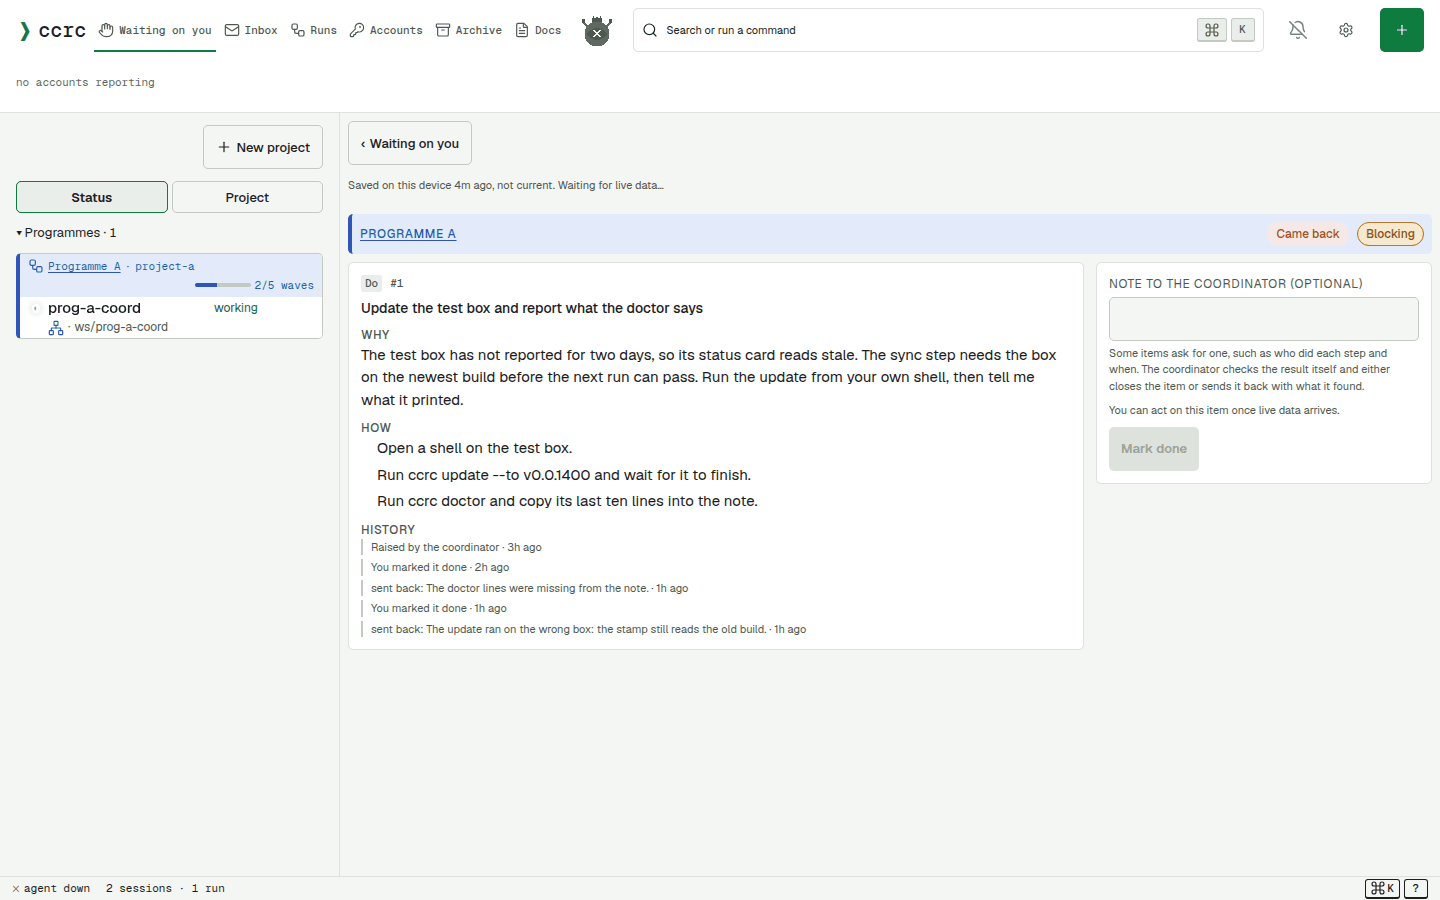 ❯ ccrc
Waiting on you
Inbox
Runs
Accounts
Archive
Docs
Search or run a command
⌘ K
+
no accounts reporting
+ New project
Status
Project
▾ Programmes · 1
Programme A · project-a
2/5 waves
prog-a-coord
working
· ws/prog-a-coord
‹ Waiting on you
Saved on this device 4m ago, not current. Waiting for live data…
PROGRAMME A
Came back
Blocking
Do #1
Update the test box and report what the doctor says
WHY
The test box has not reported for two days, so its status card reads stale. The sync step needs the box
on the newest build before the next run can pass. Run the update from your own shell, then tell me
what it printed.
HOW
Open a shell on the test box.
Run ccrc update --to v0.0.1400 and wait for it to finish.
Run ccrc doctor and copy its last ten lines into the note.
HISTORY
Raised by the coordinator · 3h ago
You marked it done · 2h ago
sent back: The doctor lines were missing from the note. · 1h ago
You marked it done · 1h ago
sent back: The update ran on the wrong box: the stamp still reads the old build. · 1h ago
NOTE TO THE COORDINATOR (OPTIONAL)
Some items ask for one, such as who did each step and
when. The coordinator checks the result itself and either
closes the item or sends it back with what it found.
You can act on this item once live data arrives.
Mark done
× agent down
2 sessions · 1 run
⌘K
?